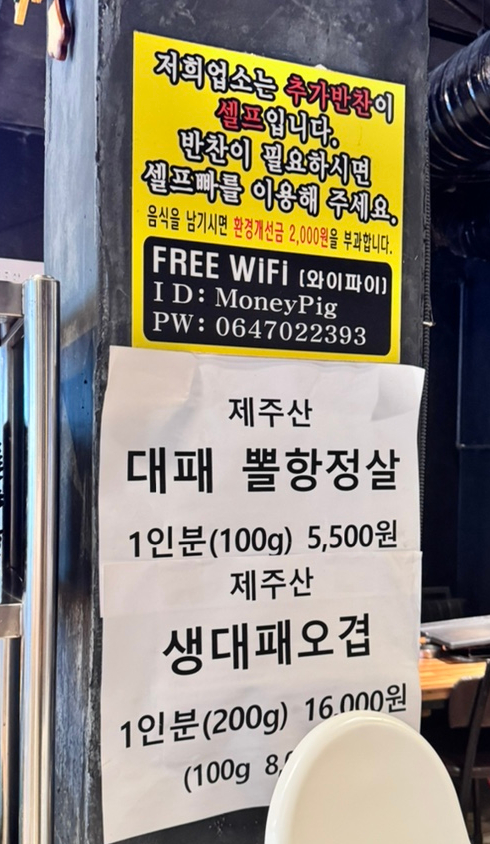 저희업소는 추가반찬이
셀프입니다.
반찬이 필요하시면
셀프빠를 이용해 주세요.
음식을 남기시면 환경개선금 2,000원을 부과합니다.
FREE WiFi (와이파이)
ID: MoneyPig
PW: 0647022393
제주산
대패 뽈항정살
1인분(100g) 5,500원
제주산
생대패오겹
1인분(200g) 16,000원
(100g